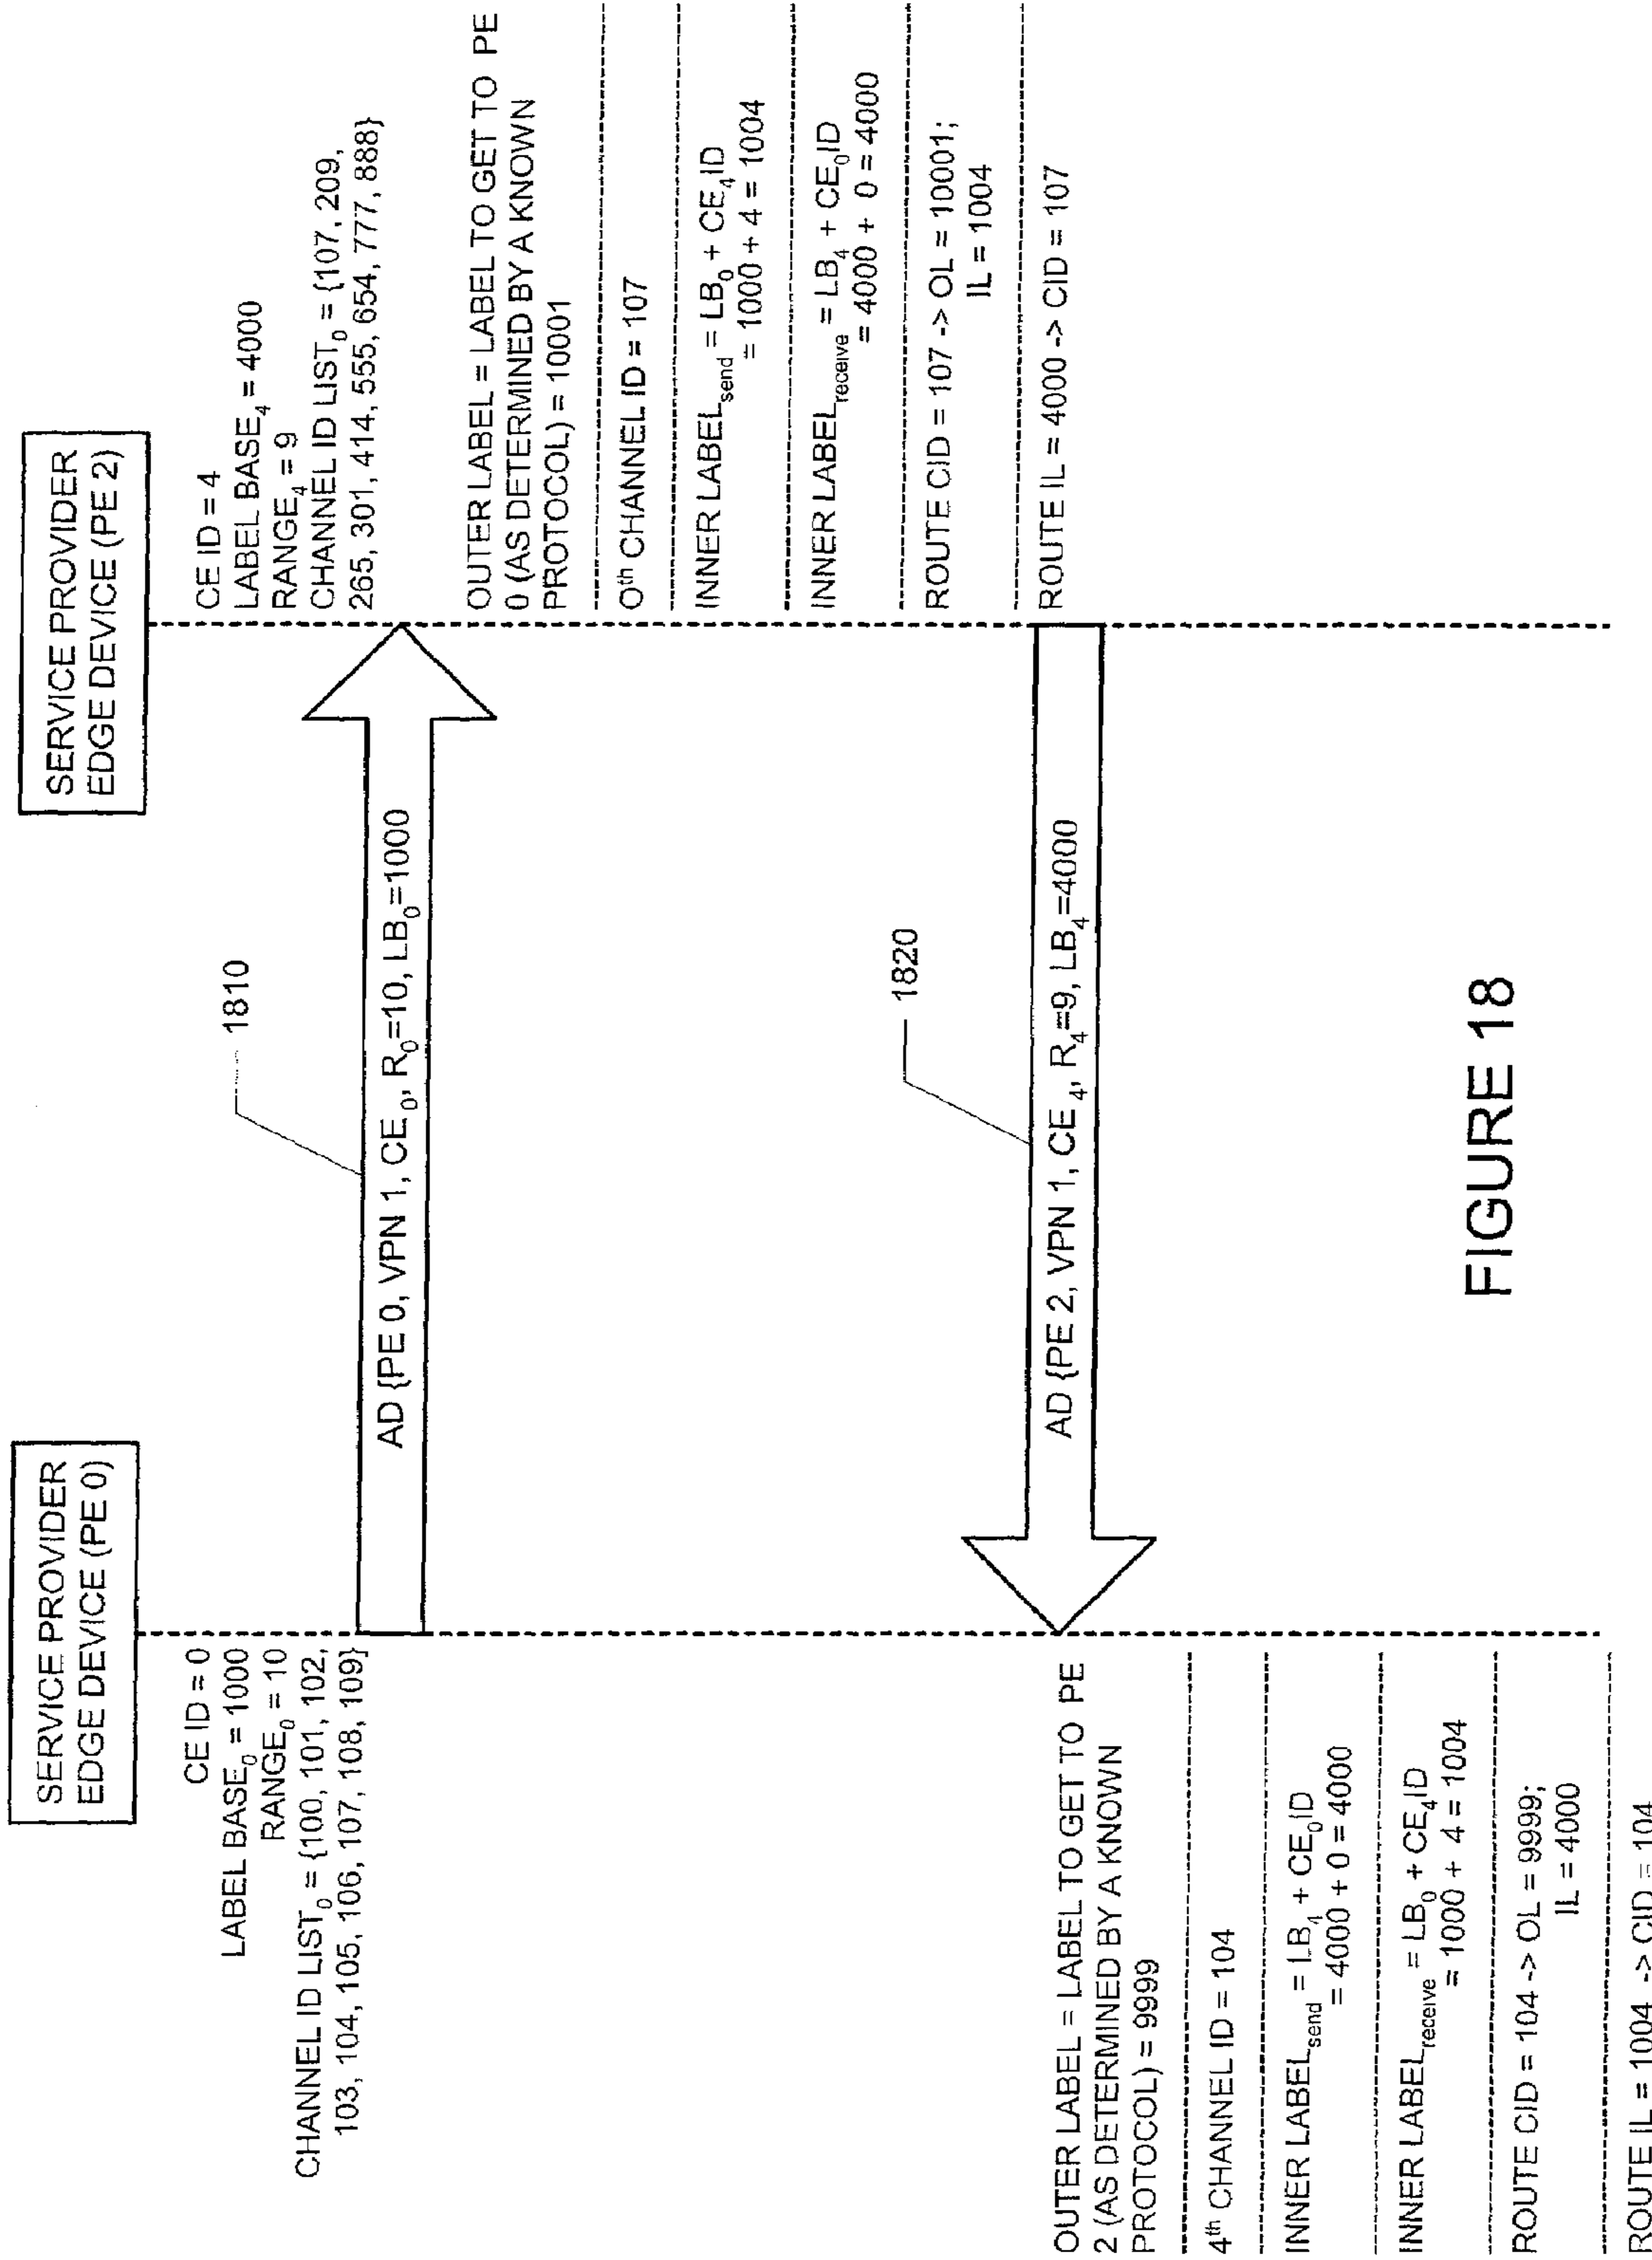 SERVICE PROVIDER
EDGE DEVICE (PE 0)
SERVICE PROVIDER
EDGE DEVICE (PE 2)
CE ID = 0
LABEL BASE₀ = 1000
RANGE₀ = 10
CHANNEL ID LIST₀ = {100, 101, 102,
103, 104, 105, 106, 107, 108, 109}
CE ID = 4
LABEL BASE₄ = 4000
RANGE₄ = 9
CHANNEL ID LIST₀ = {107, 209,
265, 301, 414, 555, 654, 777, 888}
1810
AD {PE 0, VPN 1, CE₀, R₀=10, LB₀=1000
OUTER LABEL = LABEL TO GET TO PE
0 (AS DETERMINED BY A KNOWN
PROTOCOL) = 10001
0th CHANNEL ID = 107
INNER LABELsend = LB₀ + CE₄ID
= 1000 + 4 = 1004
INNER LABELreceive = LB₄ + CE₀ID
= 4000 + 0 = 4000
ROUTE CID = 107 -> OL = 10001;
IL = 1004
ROUTE IL = 4000 -> CID = 107
1820
AD {PE 2, VPN 1, CE₄, R₄=9, LB₄=4000
OUTER LABEL = LABEL TO GET TO PE
2 (AS DETERMINED BY A KNOWN
PROTOCOL) = 9999
4th CHANNEL ID = 104
INNER LABELsend = LB₄ + CE₀ID
= 4000 + 0 = 4000
INNER LABELreceive = LB₀ + CE₄ID
= 1000 + 4 = 1004
ROUTE CID = 104 -> OL = 9999;
IL = 4000
ROUTE IL = 1004 -> CID = 104
FIGURE 18